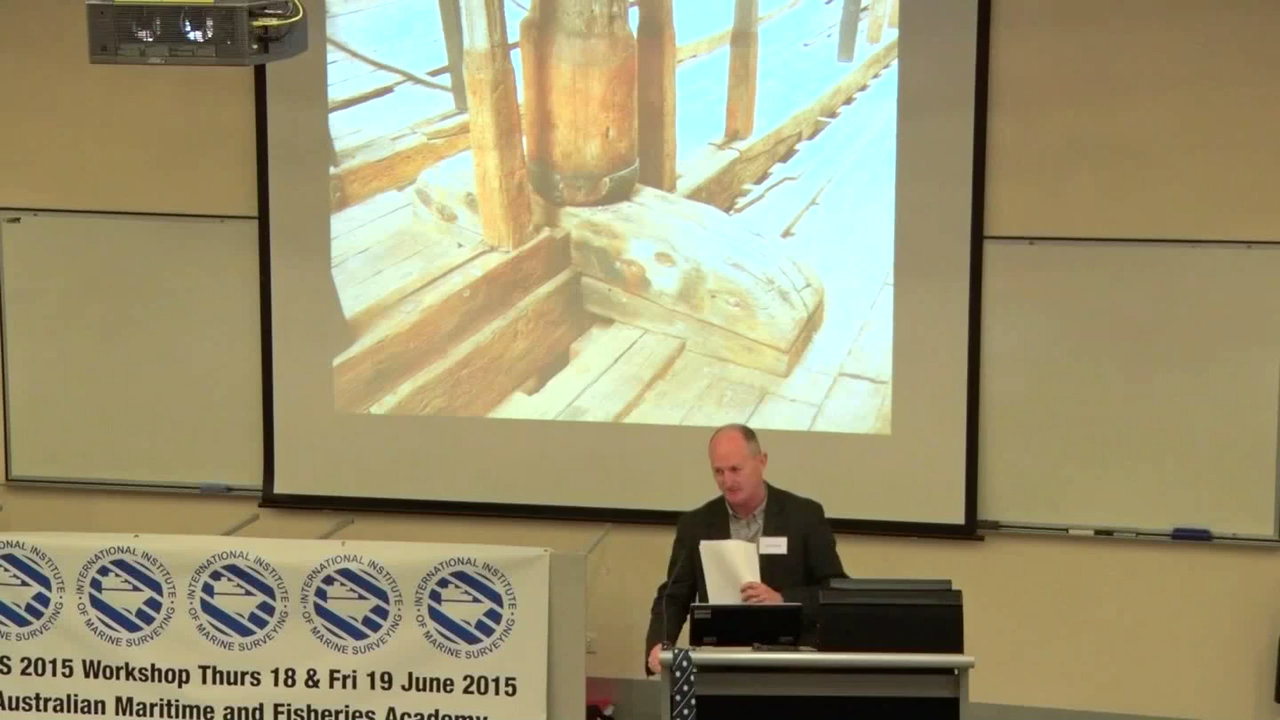 ONAL INSTITUTE OF MARINE SURVEYING
INTERNATIONAL INSTITUTE OF MARINE SURVEYING
INTERNATIONAL INSTITUTE OF MARINE SURVEYING
INTERNATIONAL INSTITUTE OF MARINE SURVEYING
INTERNATIONAL INSTITUTE OF MARINE SURVEYING
S 2015 Workshop Thurs 18 & Fri 19 June 2015
Australian Maritime and Fisheries Academy